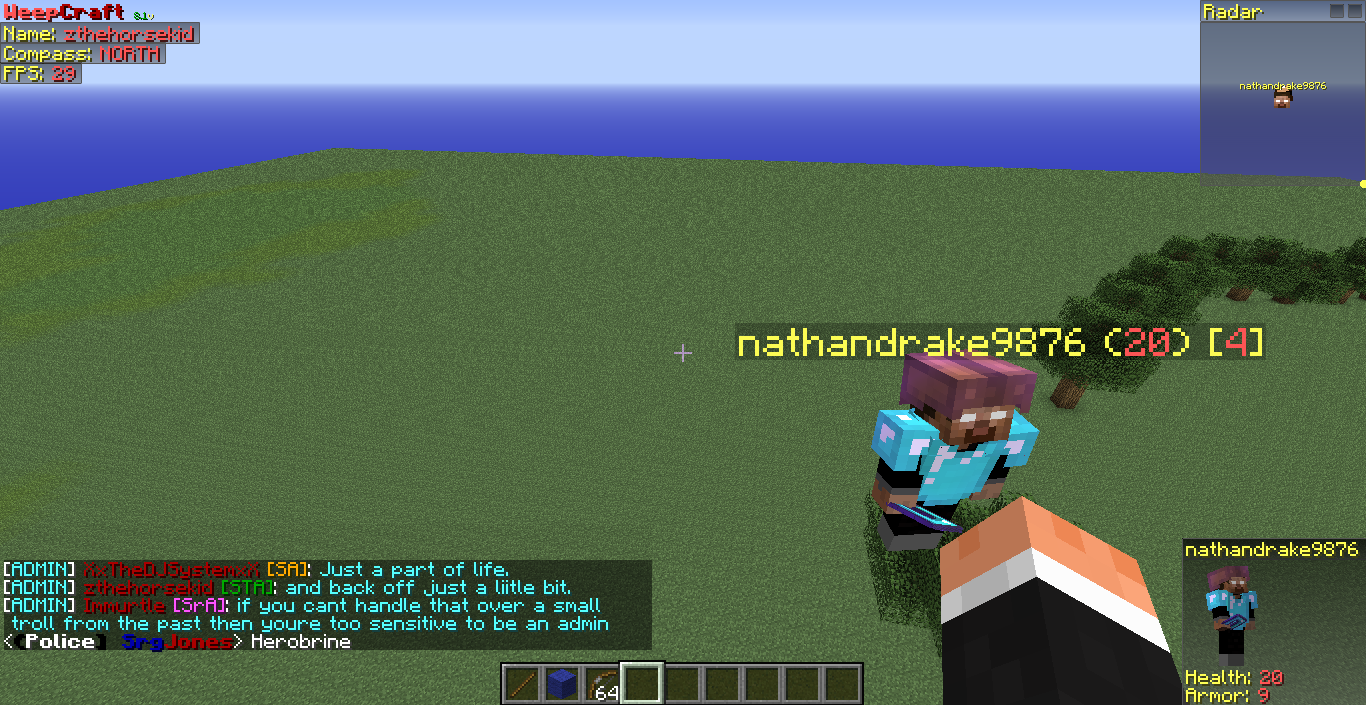 WeepCraft 8.1v
Name: zthehorsekid
Compass: NORTH
FPS: 29
Radar
nathandrake9876
nathandrake9876 (20) [4]
[ADMIN] XxTheDJSystemxX [SA]: Just a part of life.
[ADMIN] zthehorsekid [STA]: and back off just a liitle bit.
[ADMIN] Immurtle [SrA]: if you cant handle that over a small
troll from the past then youre too sensitive to be an admin
<[Police] SrgJones> Herobrine
64
nathandrake9876
Health: 20
Armor: 9